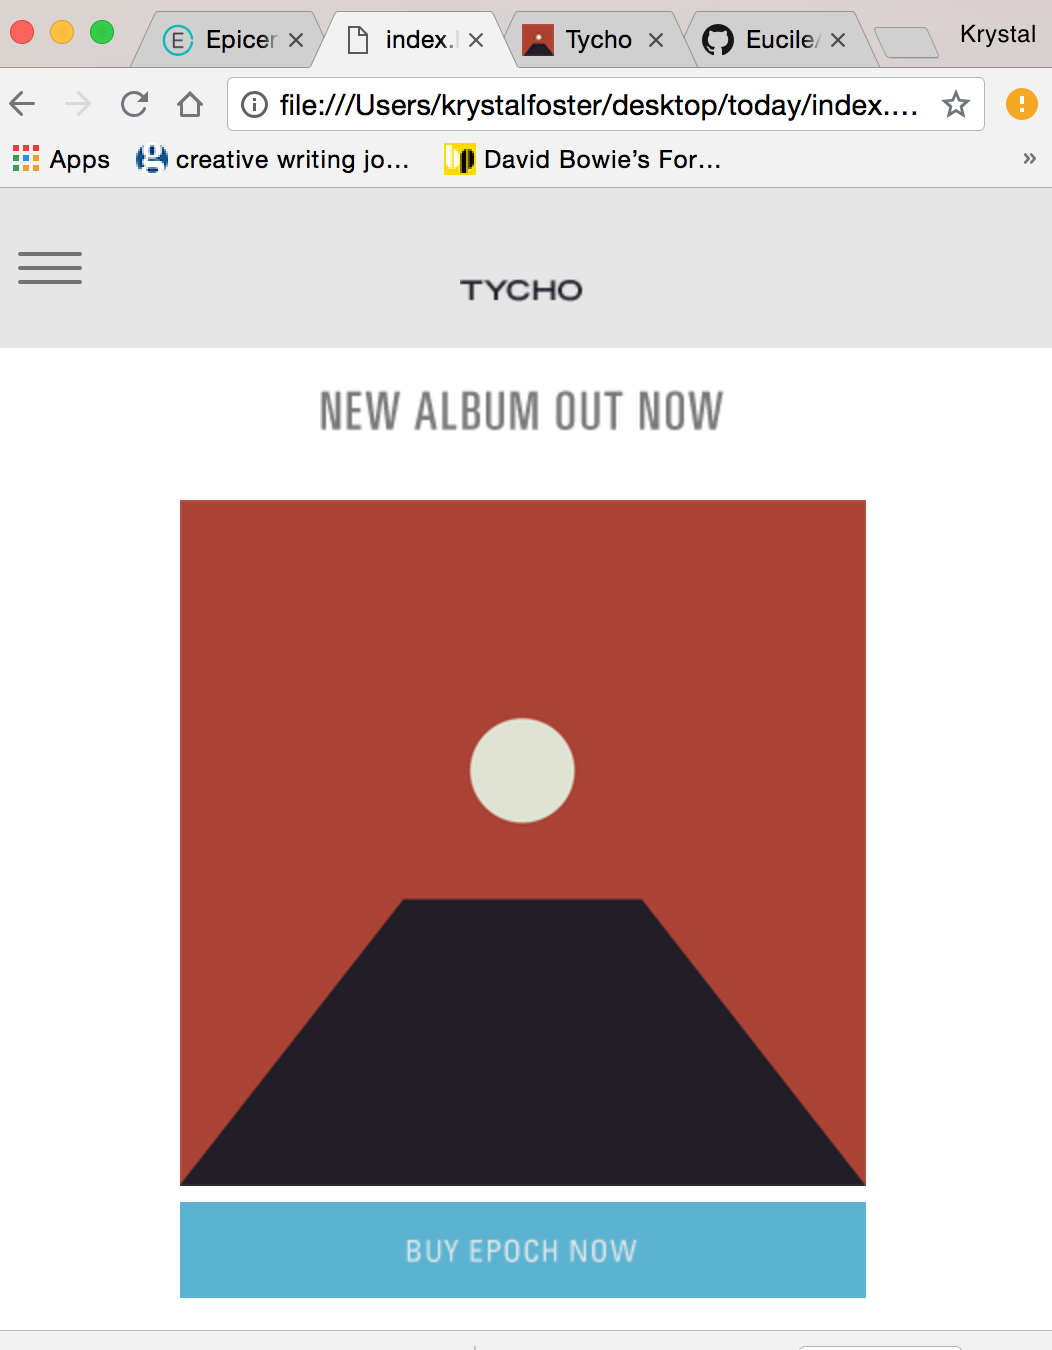 Epicer
index.
Tycho
Eucile/
Krystal
file:///Users/krystalfoster/desktop/today/index....
Apps
creative writing jo...
David Bowie’s For...
»
TYCHO
NEW ALBUM OUT NOW
BUY EPOCH NOW